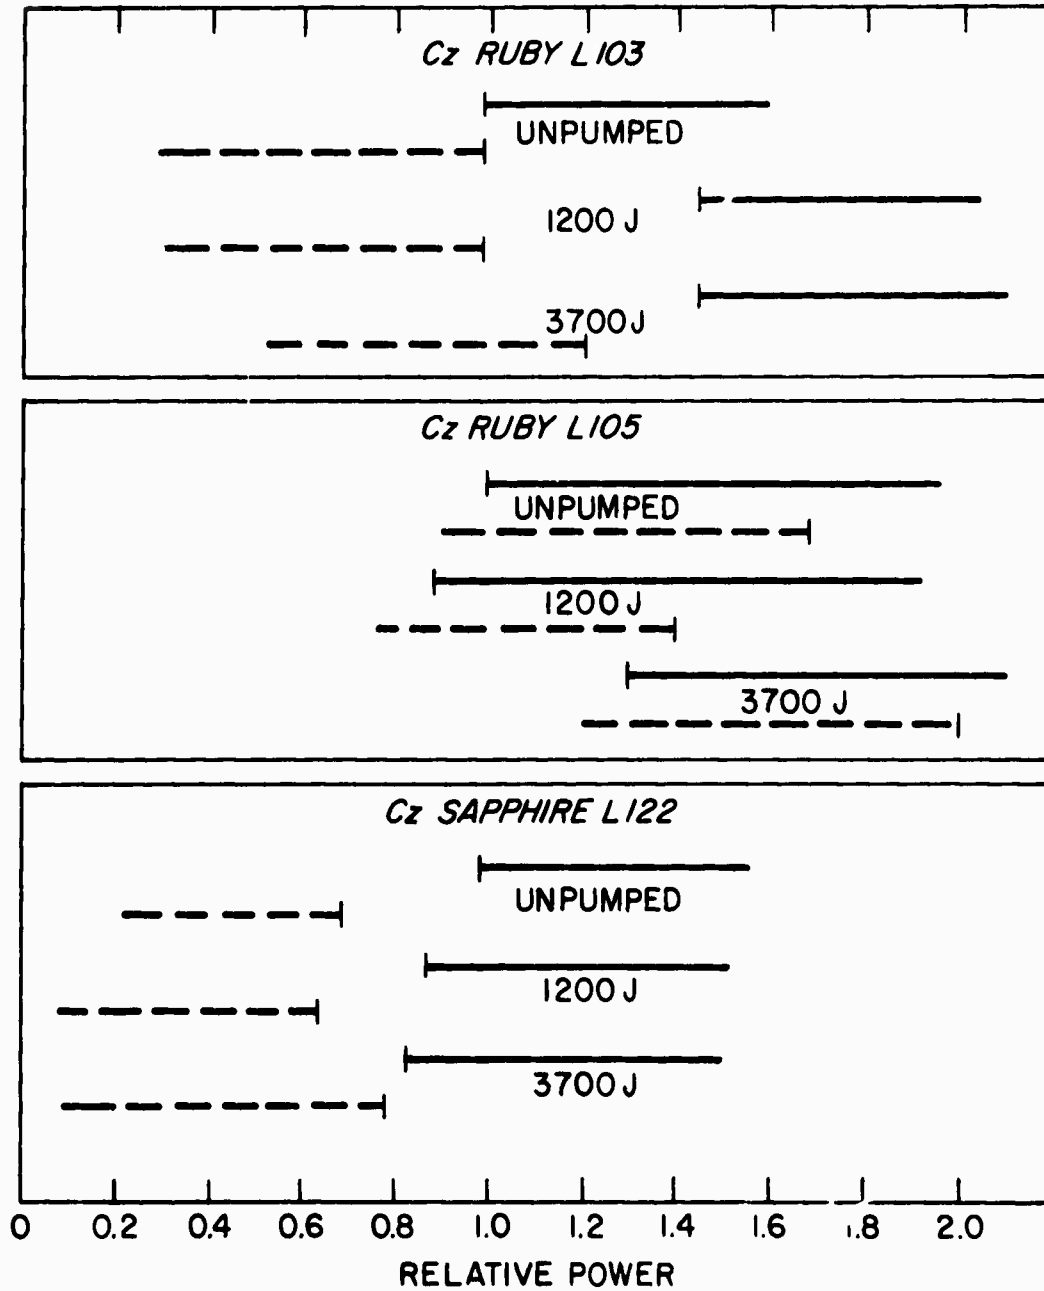 Cz RUBY L103
UNPUMPED
1200 J
3700 J
Cz RUBY L105
UNPUMPED
1200 J
3700 J
Cz SAPPHIRE L122
UNPUMPED
1200 J
3700 J
0 0.2 0.4 0.6 0.8 1.0 1.2 1.4 1.6 1.8 2.0
RELATIVE POWER